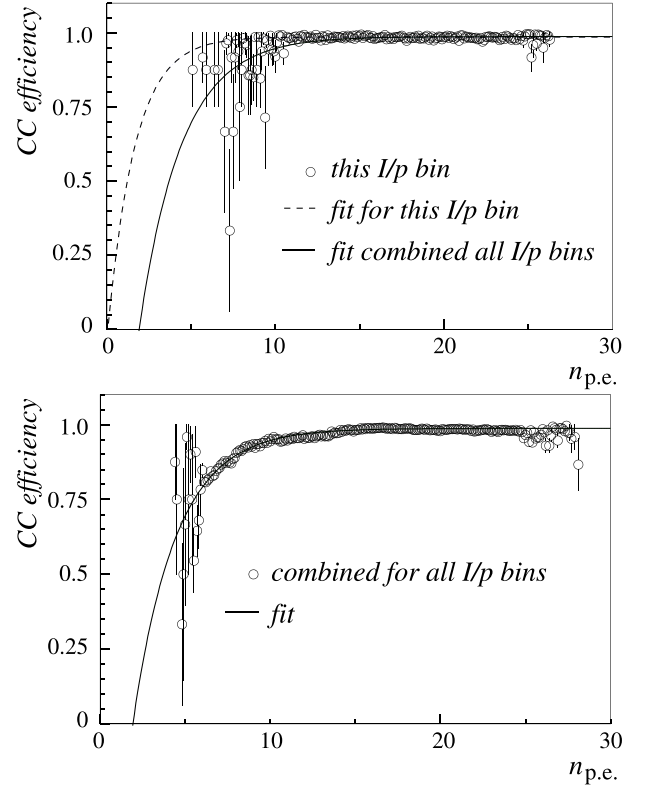 CC efficiency
1.0
0.75
0.5
0.25
0
this I/p bin
fit for this I/p bin
fit combined all I/p bins
0 10 20 30
n p.e.
CC efficiency
1.0
0.75
0.5
0.25
0
combined for all I/p bins
fit
0 10 20 30
n p.e.